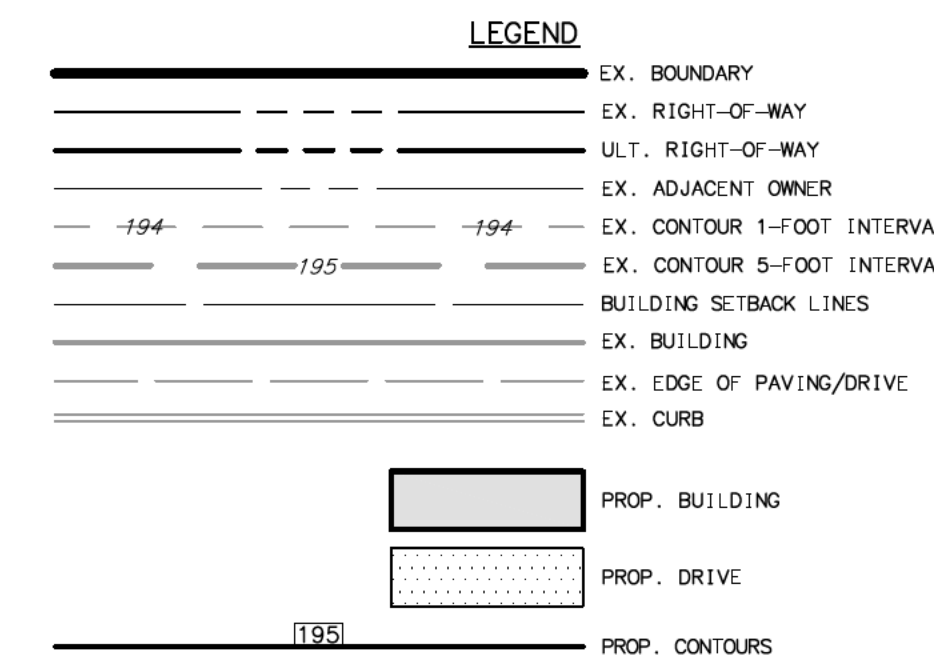 LEGEND
EX. BOUNDARY
EX. RIGHT-OF-WAY
ULT. RIGHT-OF-WAY
EX. ADJACENT OWNER
194 194 EX. CONTOUR 1-FOOT INTERVA
195 EX. CONTOUR 5-FOOT INTERVA
BUILDING SETBACK LINES
EX. BUILDING
EX. EDGE OF PAVING/DRIVE
EX. CURB
PROP. BUILDING
PROP. DRIVE
195 PROP. CONTOURS